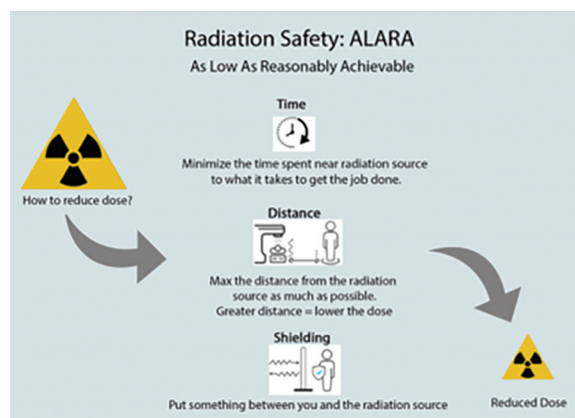 Radiation Safety: ALARA
As Low As Reasonably Achievable
Time
Minimize the time spent near radiation source
to what it takes to get the job done.
How to reduce dose?
Distance
Max the distance from the radiation
source as much as possible.
Greater distance = lower the dose
Shielding
Put something between you and the radiation source
Reduced Dose